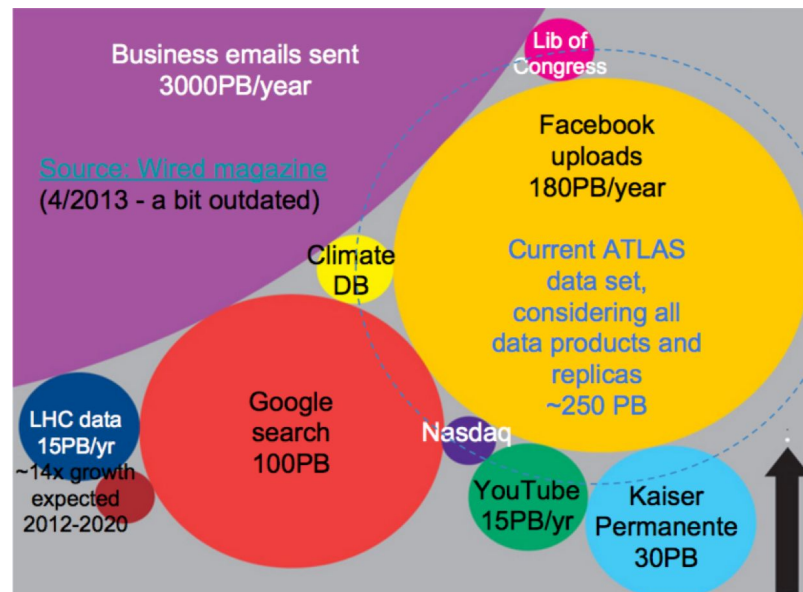 Business emails sent
3000PB/year
Source: Wired magazine
(4/2013 - a bit outdated)
Lib of
Congress
Facebook
uploads
180PB/year
Current ATLAS
data set,
considering all
data products and
replicas
~250 PB
Climate
DB
Google
search
100PB
LHC data
15PB/yr
~14x growth
expected
2012-2020
Nasdaq
YouTube
15PB/yr
Kaiser
Permanente
30PB